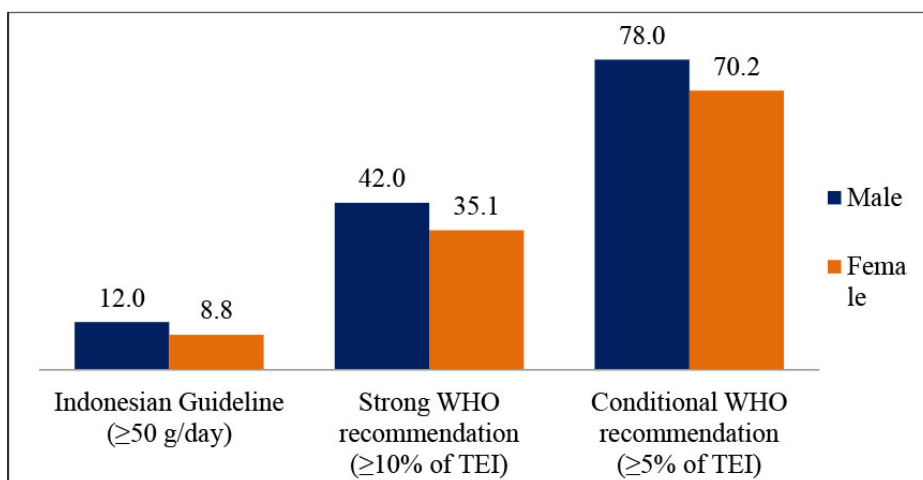 78.0
70.2
42.0
35.1
12.0
8.8
Male
Fema
le
Indonesian Guideline
(≥50 g/day)
Strong WHO
recommendation
(≥10% of TEI)
Conditional WHO
recommendation
(≥5% of TEI)